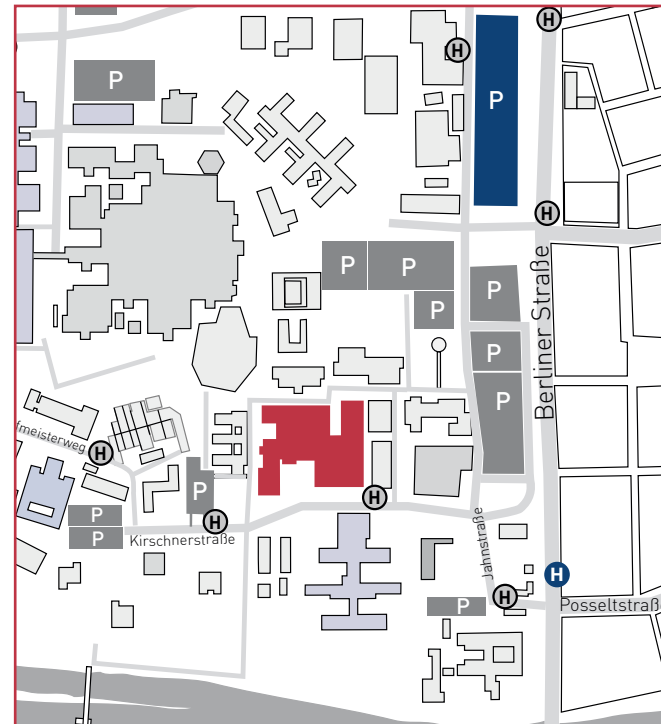 H
H
P
P
H
P
P
P
P
P
Berliner Straße
P
fmeisterweg
H
P
H
P
P
H
Kirschnerstraße
Jahnstraße
H
P
H
Posseltstraß